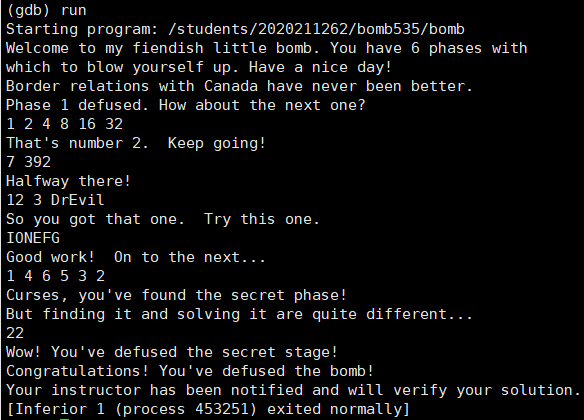 (gdb) run
Starting program: /students/2020211262/bomb535/bomb
Welcome to my fiendish little bomb. You have 6 phases with
which to blow yourself up. Have a nice day!
Border relations with Canada have never been better.
Phase 1 defused. How about the next one?
1 2 4 8 16 32
That's number 2.  Keep going!
7 392
Halfway there!
12 3 DrEvil
So you got that one.  Try this one.
IONEFG
Good work!  On to the next...
1 4 6 5 3 2
Curses, you've found the secret phase!
But finding it and solving it are quite different...
22
Wow! You've defused the secret stage!
Congratulations! You've defused the bomb!
Your instructor has been notified and will verify your solution.
[Inferior 1 (process 453251) exited normally]